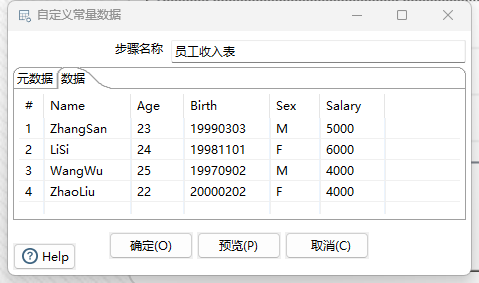 自定义常量数据
步骤名称 员工收入表
元数据 数据
# Name Age Birth Sex Salary
1 ZhangSan 23 19990303 M 5000
2 LiSi 24 19981101 F 6000
3 WangWu 25 19970902 M 4000
4 ZhaoLiu 22 20000202 F 4000
Help 确定(O) 预览(P) 取消(C)